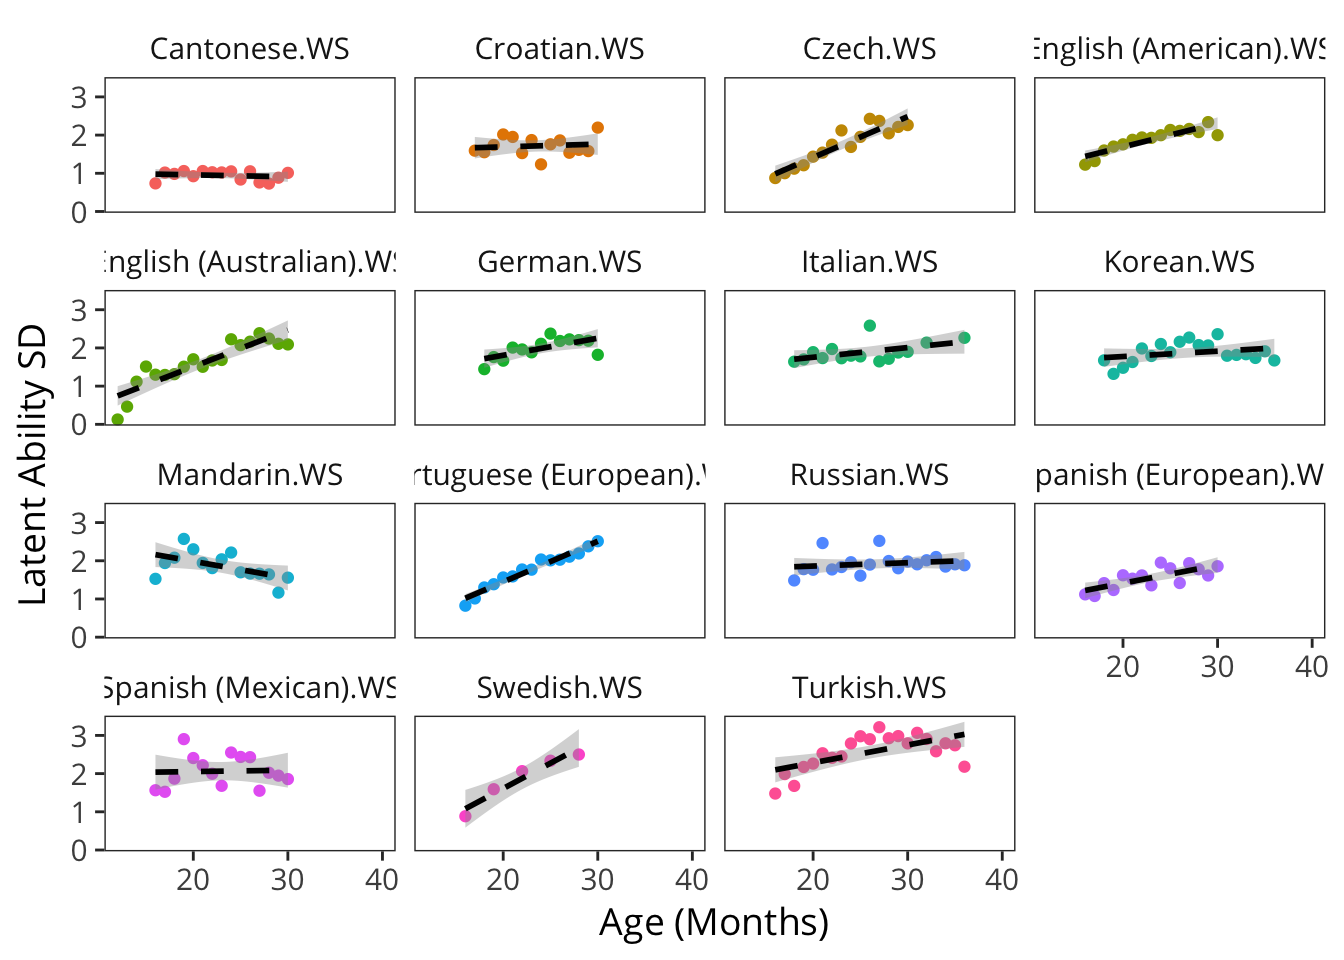 Cantonese.WS Croatian.WS Czech.WS English (American).WS
3
2
1
0
English (Australian).WS German.WS Italian.WS Korean.WS
3
2
1
0
Mandarin.WS rtuguese (European).W Russian.WS panish (European).W
3
2
1
0
20 30 40
Spanish (Mexican).WS Swedish.WS Turkish.WS
3
2
1
0
20 30 40 20 30 40 20 30 40
Age (Months)
Latent Ability SD